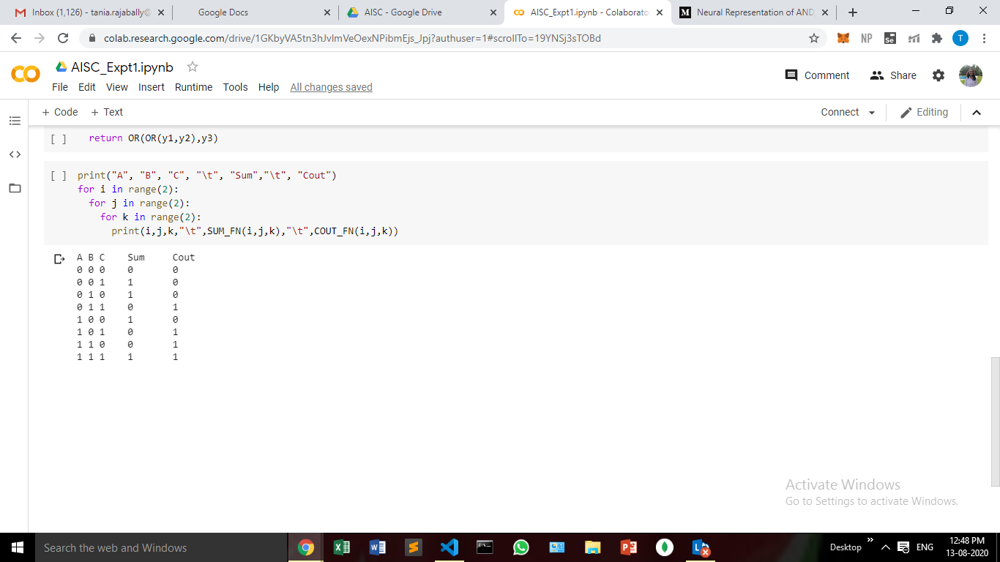 Inbox (1,126) - tania.rajabally@
Google Docs
AISC - Google Drive
AISC_Expt1.ipynb - Colaborato
M
Neural Representation of AND
colab.research.google.com/drive/1GKbyVA5tn3hJvlmVeOexNPibmEjs_Jpj?authuser=1#scrollTo=19YNSj3sTOBd
NP
Se
T
AISC_Expt1.ipynb
File Edit View Insert Runtime Tools Help All changes saved
Comment
Share
+ Code + Text
Connect
Editing
[ ] return OR(OR(y1,y2),y3)
[ ] print("A", "B", "C", "\t", "Sum","\t", "Cout")
for i in range(2):
for j in range(2):
for k in range(2):
print(i,j,k,"\t",SUM_FN(i,j,k),"\t",COUT_FN(i,j,k))
A B C Sum Cout
0 0 0 0 0
0 0 1 1 0
0 1 0 1 0
0 1 1 0 1
1 0 0 1 0
1 0 1 0 1
1 1 0 0 1
1 1 1 1 1
Activate Windows
Go to Settings to activate Windows.
Search the web and Windows
Desktop
ENG
12:48 PM
13-08-2020